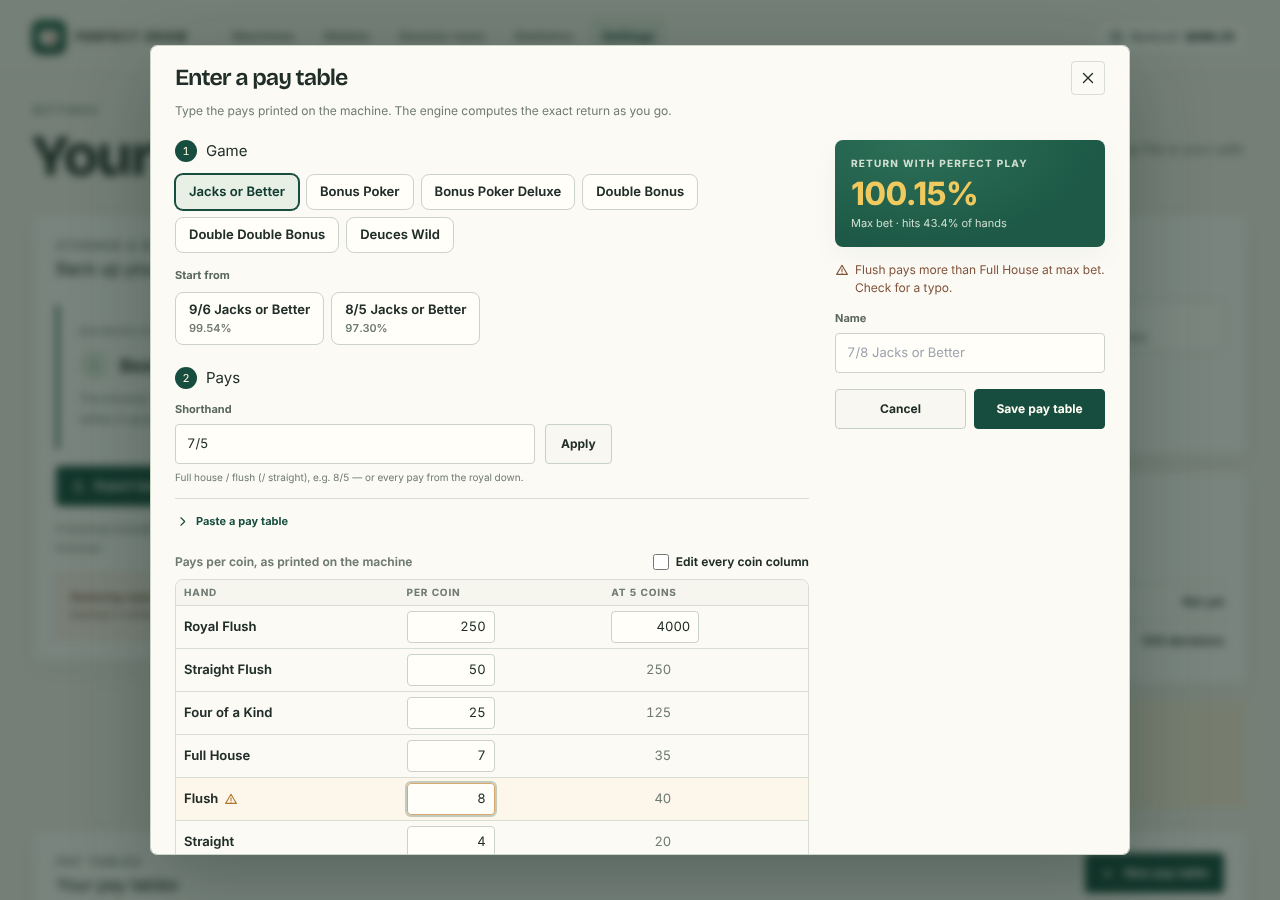 Enter a pay table
Type the pays printed on the machine. The engine computes the exact return as you go.
1 Game
Jacks or Better
Bonus Poker
Bonus Poker Deluxe
Double Bonus
Double Double Bonus
Deuces Wild
Start from
9/6 Jacks or Better
99.54%
8/5 Jacks or Better
97.30%
2 Pays
Shorthand
7/5
Apply
Full house / flush (/ straight), e.g. 8/5 — or every pay from the royal down.
Paste a pay table
Pays per coin, as printed on the machine
Edit every coin column
HAND PER COIN AT 5 COINS
Royal Flush 250 4000
Straight Flush 50 250
Four of a Kind 25 125
Full House 7 35
Flush 8 40
Straight 4 20
RETURN WITH PERFECT PLAY
100.15%
Max bet · hits 43.4% of hands
Flush pays more than Full House at max bet.
Check for a typo.
Name
7/8 Jacks or Better
Cancel
Save pay table
Your